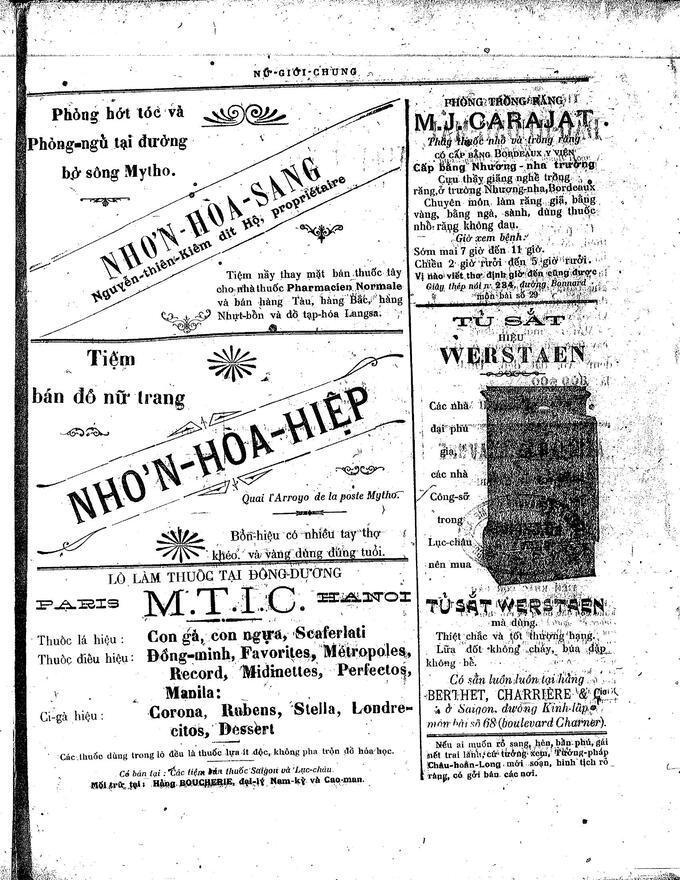 NỮ-GIỚI-CHUNG
Phòng hớt tóc và
Phòng-ngủ tại đường
bờ sông Mytho.
NHƠN-HÒA-SANG
Nguyễn-thiên-Kiêm dit Hộ, propriétaire
Tiệm nầy thay mặt bán thuốc tây
cho nhà thuốc Pharmacien Normale
và bán hàng Tàu, hàng Bắc, hàng
Nhựt-bồn và đồ tạp-hóa Langsa.
Tiệm
bán đồ nữ trang
NHƠN-HÒA-HIỆP
Quai l'Arroyo de la poste Mytho.
Bồn-hiệu có nhiều tay thợ
khéo, và vàng dùng đúng tuổi.
LÒ LÀM THUỐC TẠI ĐÔNG-DƯƠNG
PARIS M.T.I.C. HANOI
Thuốc lá hiệu: Con gà, con ngựa, Scaferlati
Thuốc điều hiệu: Đồng-minh, Favorites, Métropoles,
Record, Midinettes, Perfectos,
Manila:
Ci-gà hiệu: Corona, Rubens, Stella, Londre-
citos, Dessert
Các thuốc dùng trong lò đều là thuốc lựa ít độc, không pha trộn đồ hóa-học.
Có bán tại: Các tiệm bán thuốc Saigon và Lục-châu.
Mối trữ tại: Hàng BOUCHERIE, đại-lý Nam-kỳ và Cao-man.
PHÒNG TRỒNG RĂNG
M.J. CARAJAT.
Thầy thuốc nhổ và trồng răng
CÓ CẤP BẰNG BORDEAUX Y VIỆN
Cấp bằng Nhương-nha trường
Cựu thầy giảng nghề trồng
răng, ở trường Nhương-nha, Bordeaux
Chuyên môn, làm răng giả, bằng
vàng, bằng ngà, sành, dùng thuốc
nhổ răng không đau.
Giờ xem bệnh:
Sớm mai 7 giờ đến 11 giờ.
Chiều 2 giờ rưởi đến 5 giờ rưởi.
Vị nào viết thơ định giờ đến cũng được
Giây thép nói nº 234, đường Bonnard
môn bài số 29
TỦ SẮT
HIỆU
WERSTAEN
Các nhà
đại phú
gia,
các nhà
Công-sở
trong
Lục-châu
nên mua
TỦ SẮT WERSTAEN
mà dùng.
Thiệt chắc và tốt thượng hạng.
Lửa đốt không cháy, búa đập
không bể.
Có sẵn luôn luôn tại hãng
BERTHET, CHARRIÈRE & Cie
ở Saigon, đường Kinh-lấp
môn bài số 68 (boulevard Charner).
Nếu ai muốn rõ sang, hèn, bần phú, gái
nết trai lành, cứ tướng xem, Tướng-pháp
Châu-hoàn-Long mới soạn, hình tịch rõ
ràng, có gởi bán các nơi.